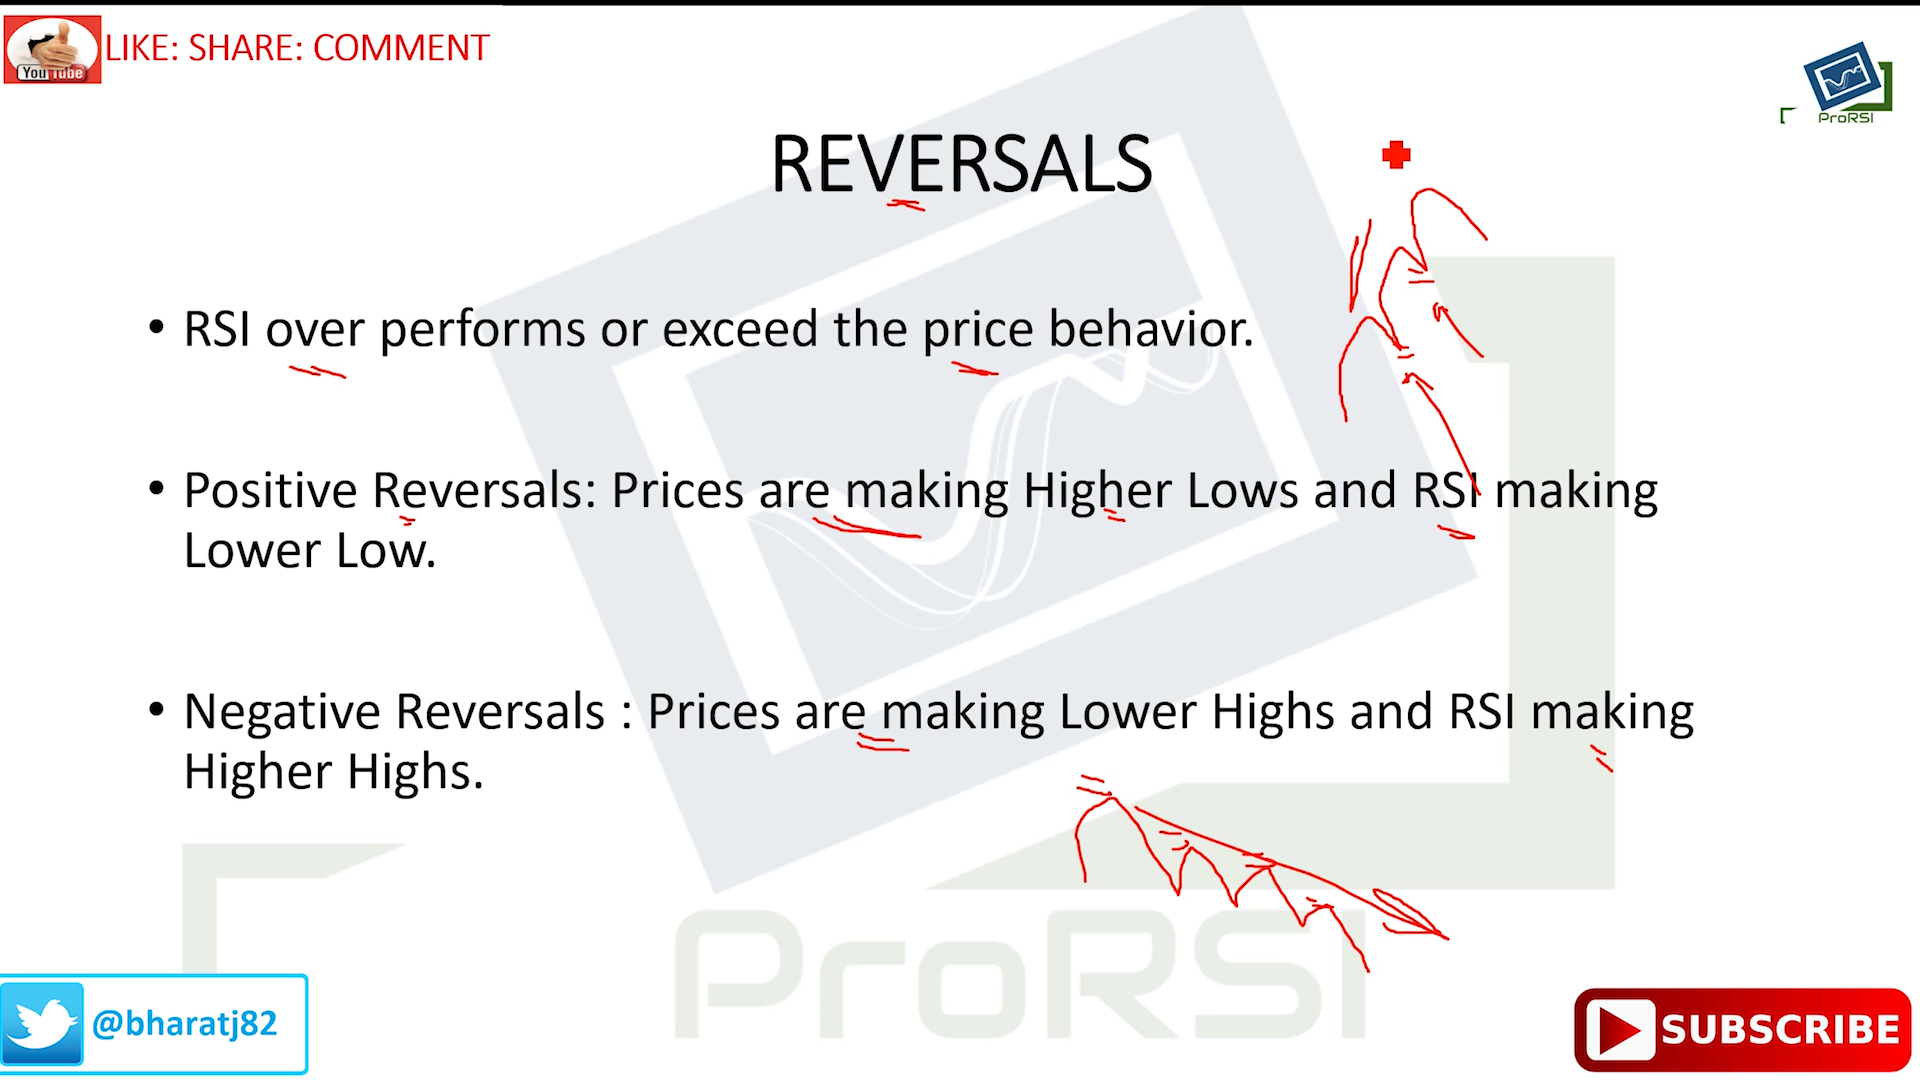 LIKE: SHARE: COMMENT
You Tube
ProRSI
REVERSALS
• RSI over performs or exceed the price behavior.
• Positive Reversals: Prices are making Higher Lows and RSI making
Lower Low.
• Negative Reversals : Prices are making Lower Highs and RSI making
Higher Highs.
ProRSI
@bharatj82
SUBSCRIBE